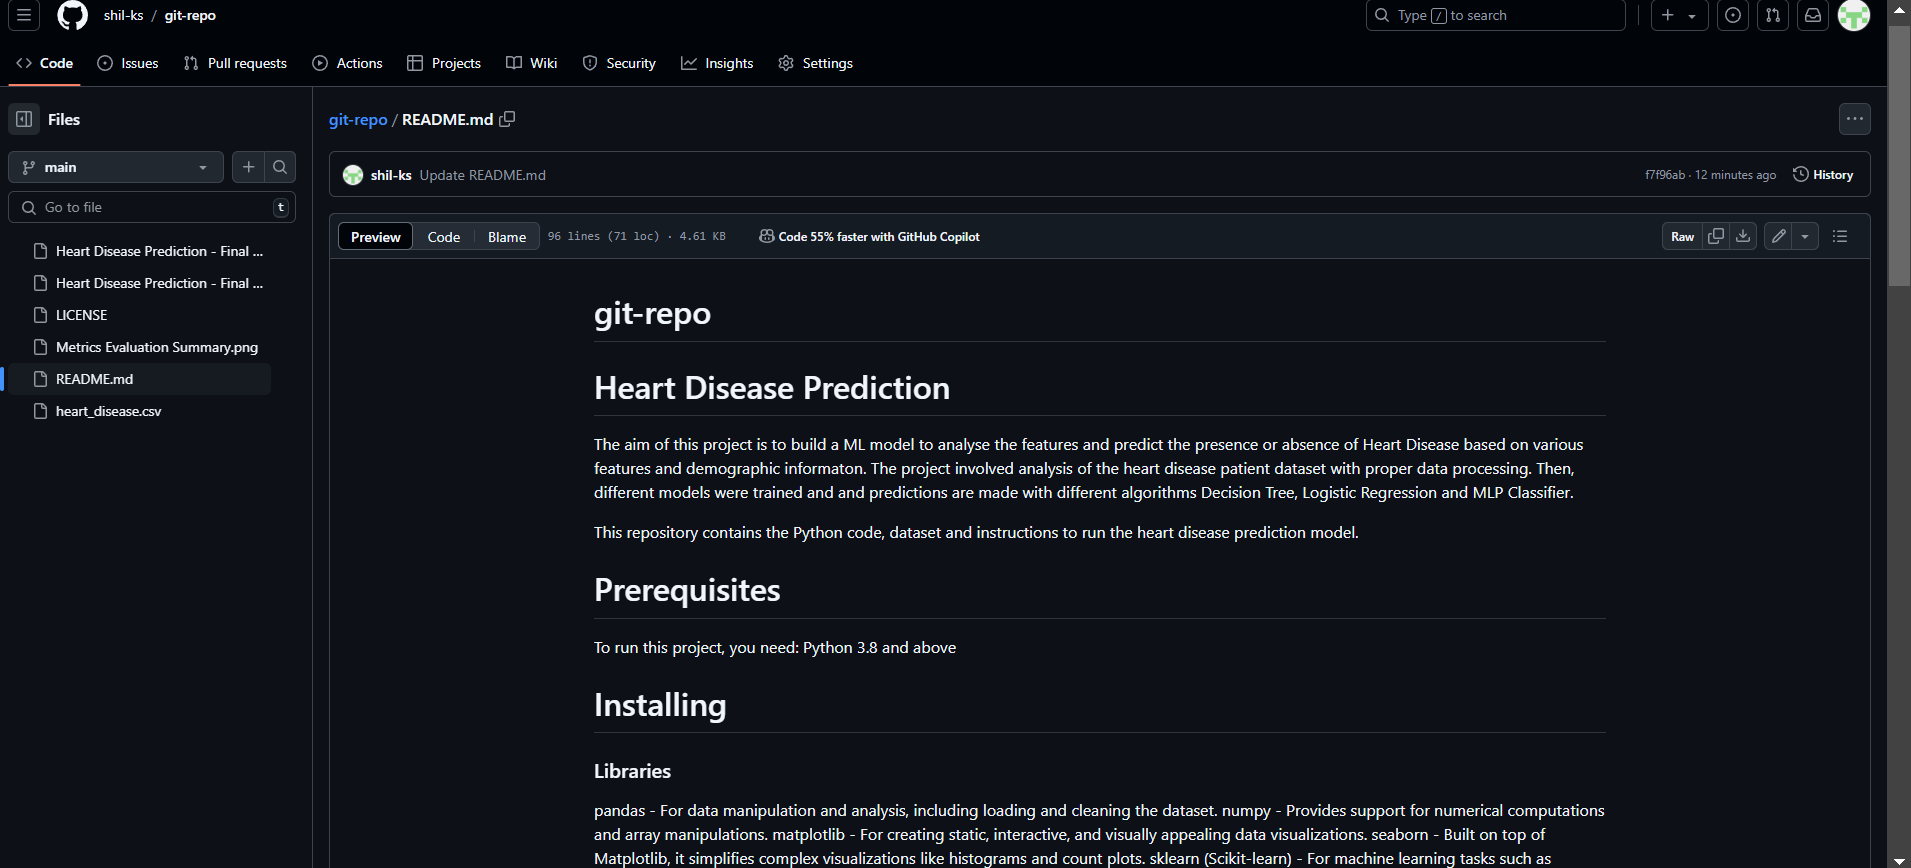 shil-ks / git-repo
Type / to search
Code
Issues
Pull requests
Actions
Projects
Wiki
Security
Insights
Settings
Files
main
Go to file
t
Heart Disease Prediction - Final ...
Heart Disease Prediction - Final ...
LICENSE
Metrics Evaluation Summary.png
README.md
heart_disease.csv
git-repo / README.md
shil-ks Update README.md
f7f96ab · 12 minutes ago
History
Preview
Code
Blame
96 lines (71 loc) · 4.61 KB
Code 55% faster with GitHub Copilot
Raw
git-repo
Heart Disease Prediction
The aim of this project is to build a ML model to analyse the features and predict the presence or absence of Heart Disease based on various
features and demographic informaton. The project involved analysis of the heart disease patient dataset with proper data processing. Then,
different models were trained and and predictions are made with different algorithms Decision Tree, Logistic Regression and MLP Classifier.
This repository contains the Python code, dataset and instructions to run the heart disease prediction model.
Prerequisites
To run this project, you need: Python 3.8 and above
Installing
Libraries
pandas - For data manipulation and analysis, including loading and cleaning the dataset. numpy - Provides support for numerical computations
and array manipulations. matplotlib - For creating static, interactive, and visually appealing data visualizations. seaborn - Built on top of
Matplotlib, it simplifies complex visualizations like histograms and count plots. sklearn (Scikit-learn) - For machine learning tasks such as